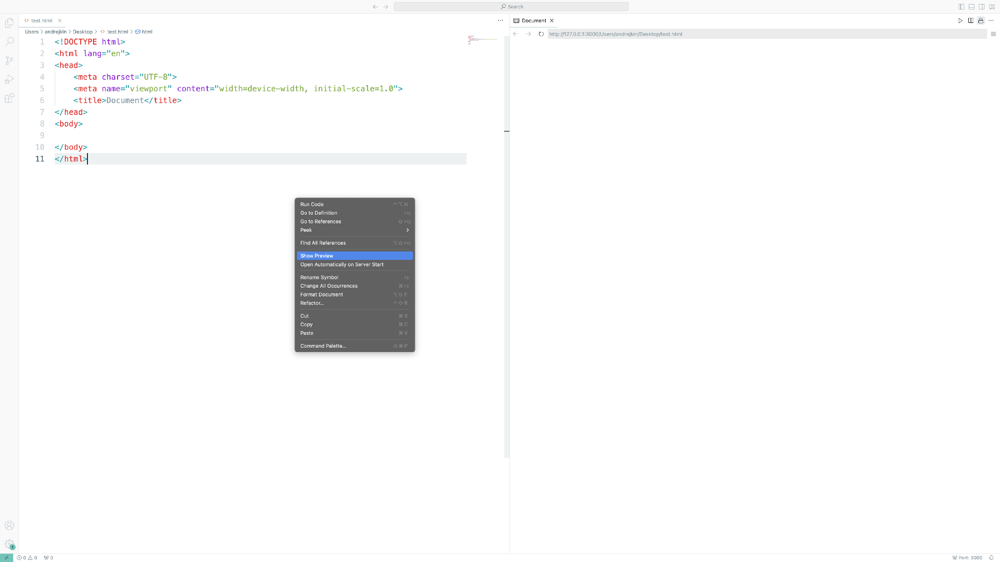 Search
test.html
Document
Users > andrejkin > Desktop > <> test.html > html
http://127.0.0.1:3000/Users/andrejkin/Desktop/test.html
1 <!DOCTYPE html>
2 <html lang="en">
3 <head>
4 <meta charset="UTF-8">
5 <meta name="viewport" content="width=device-width, initial-scale=1.0">
6 <title>Document</title>
7 </head>
8 <body>
9
10 </body>
11 </html>
Run Code ^⌥ N
Go to Definition F12
Go to References ⇧ F12
Peek
Find All References ⌥⇧ F12
Show Preview
Open Automatically on Server Start
Rename Symbol F2
Change All Occurrences ⌘ F2
Format Document ⌥⇧ F
Refactor... ^⇧ R
Cut ⌘ X
Copy ⌘ C
Paste ⌘ V
Command Palette... ⇧⌘ P
1
0 0 0
Port: 3000